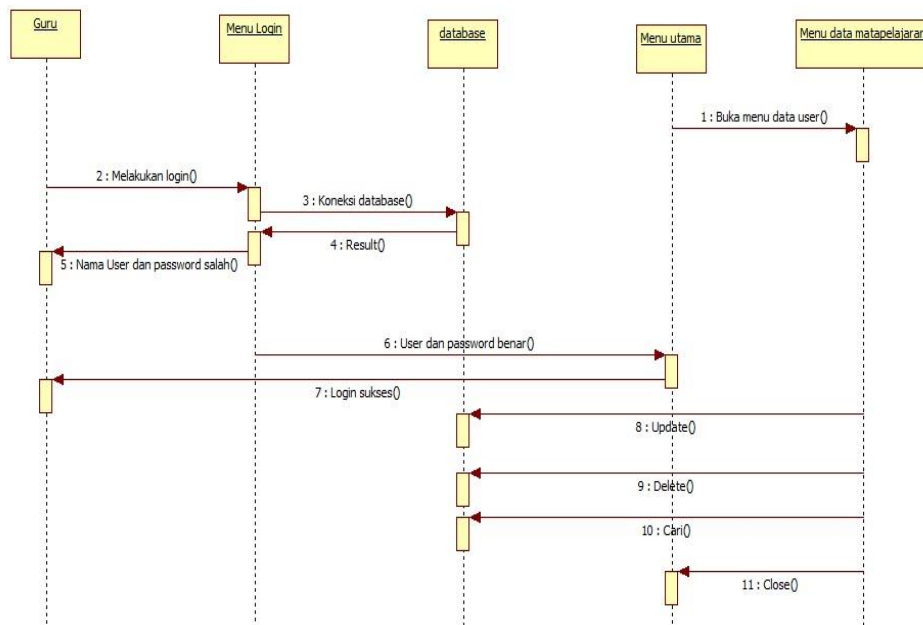 Guru
Menu Login
database
Menu utama
Menu data matapelajaran
1 : Buka menu data user()
2 : Melakukan login()
3 : Koneksi database()
4 : Result()
5 : Nama User dan password salah()
6 : User dan password benar()
7 : Login sukses()
8 : Update()
9 : Delete()
10 : Cari()
11 : Close()